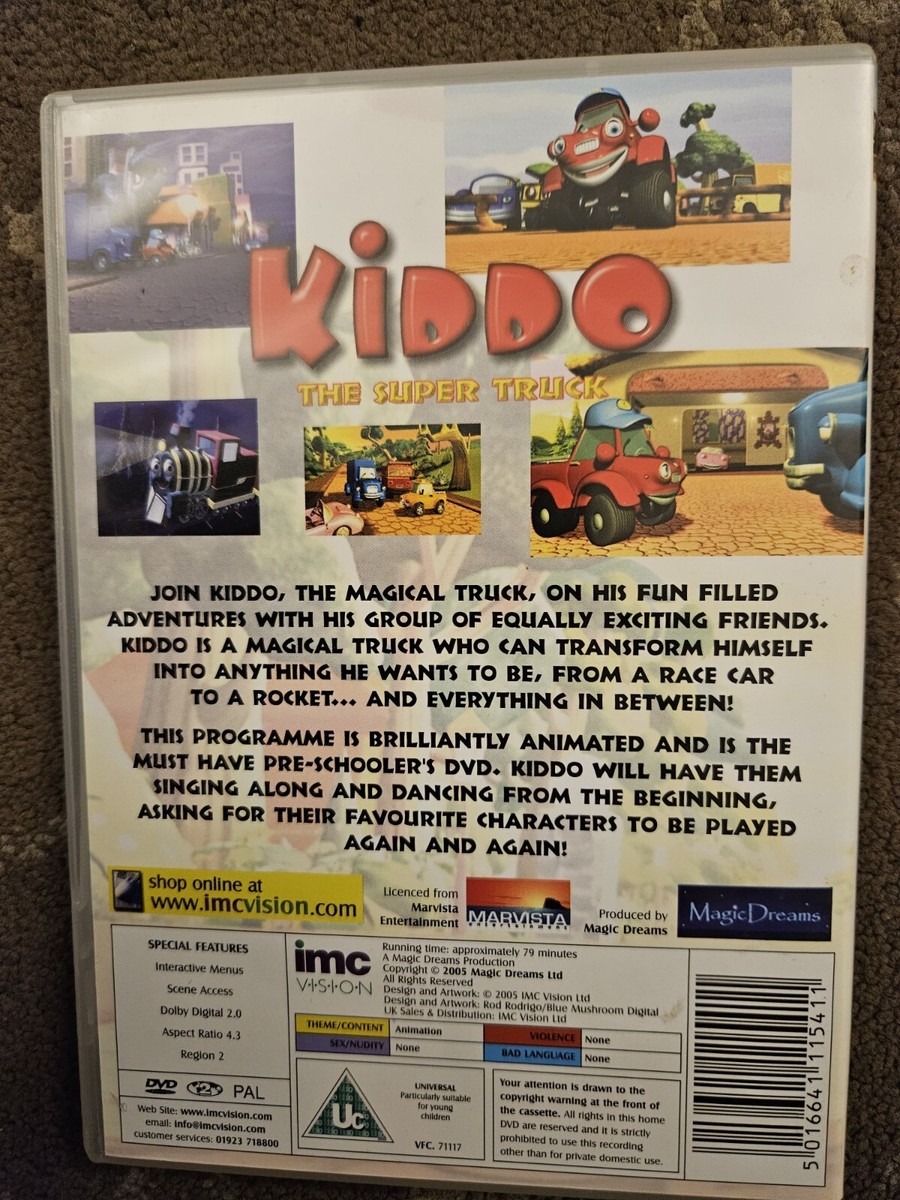 KIDDO
THE SUPER TRUCK
JOIN KIDDO, THE MAGICAL TRUCK, ON HIS FUN FILLED
ADVENTURES WITH HIS GROUP OF EQUALLY EXCITING FRIENDS.
KIDDO IS A MAGICAL TRUCK WHO CAN TRANSFORM HIMSELF
INTO ANYTHING HE WANTS TO BE, FROM A RACE CAR
TO A ROCKET... AND EVERYTHING IN BETWEEN!
THIS PROGRAMME IS BRILLIANTLY ANIMATED AND IS THE
MUST HAVE PRE-SCHOOLER'S DVD. KIDDO WILL HAVE THEM
SINGING ALONG AND DANCING FROM THE BEGINNING,
ASKING FOR THEIR FAVOURITE CHARACTERS TO BE PLAYED
AGAIN AND AGAIN!
shop online at
www.imcvision.com
Licenced from
Marvista
Entertainment
MARVISTA
ENTERTAINMENT
Produced by
Magic Dreams
MagicDreams
SPECIAL FEATURES
Interactive Menus
Scene Access
Dolby Digital 2.0
Aspect Ratio 4.3
Region 2
DVD 2 PAL
Web Site: www.imcvision.com
email: info@imcvision.com
customer services: 01923 718800
imc
VISION
Running time: approximately 79 minutes
A Magic Dreams Production
Copyright © 2005 Magic Dreams Ltd
All Rights Reserved
Design and Artwork: © 2005 IMC Vision Ltd
Design and Artwork: Rod Rodrigo/Blue Mushroom Digital
UK Sales & Distribution: IMC Vision Ltd
THEME/CONTENT Animation VIOLENCE None
SEX/NUDITY None BAD LANGUAGE None
Uc
UNIVERSAL
Particularly suitable
for young
children
VFC. 71117
Your attention is drawn to the
copyright warning at the front of
the cassette. All rights in this home
DVD are reserved and it is strictly
prohibited to use this recording
other than for private domestic use.
5 016641 115411